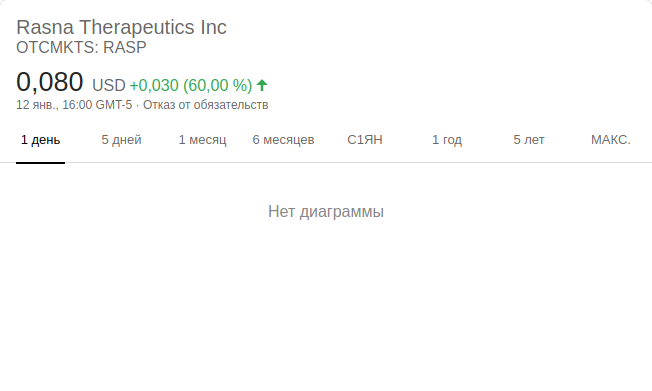 Rasna Therapeutics Inc
OTCMKTS: RASP
0,080 USD +0,030 (60,00 %)
12 янв., 16:00 GMT-5 · Отказ от обязательств
1 день 5 дней 1 месяц 6 месяцев С1ЯН 1 год 5 лет МАКС.
Нет диаграммы